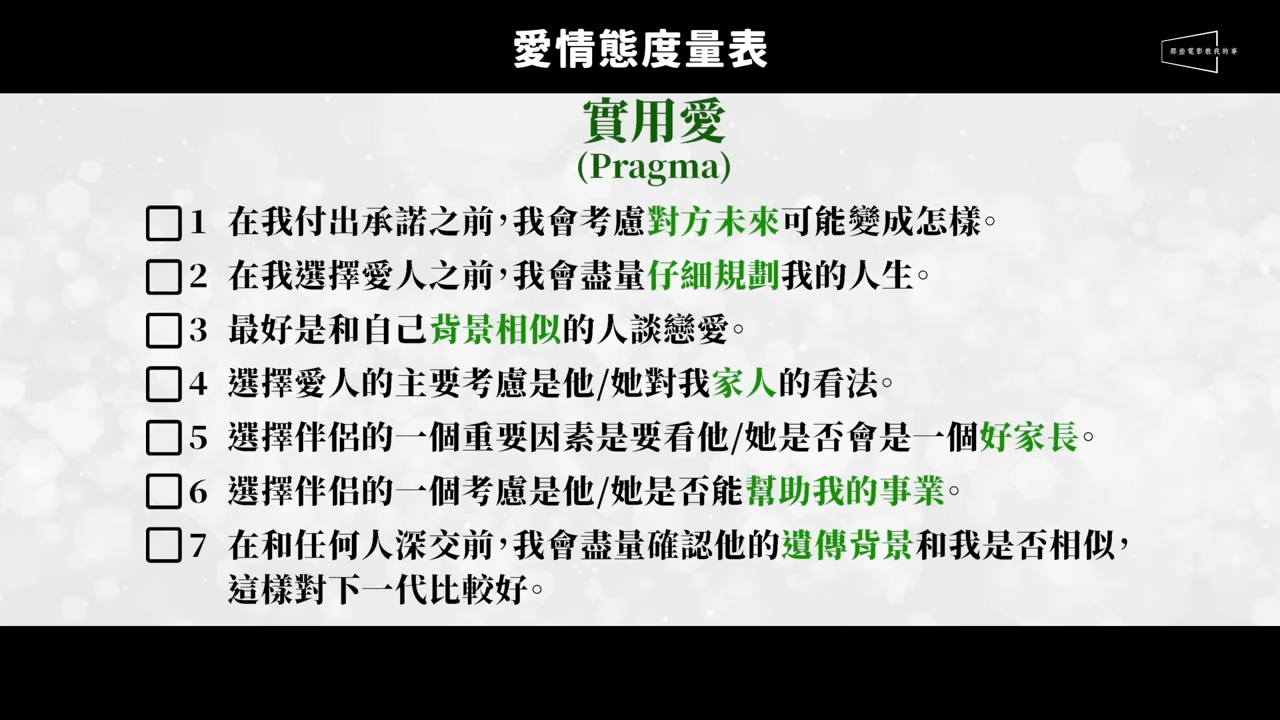 愛情態度量表
那些電影教我的事
實用愛
(Pragma)
1 在我付出承諾之前，我會考慮對方未來可能變成怎樣。
2 在我選擇愛人之前，我會盡量仔細規劃我的人生。
3 最好是和自己背景相似的人談戀愛。
4 選擇愛人的主要考慮是他/她對我家人的看法。
5 選擇伴侶的一個重要因素是要看他/她是否會是一個好家長。
6 選擇伴侶的一個考慮是他/她是否能幫助我的事業。
7 在和任何人深交前，我會盡量確認他的遺傳背景和我是否相似，
這樣對下一代比較好。